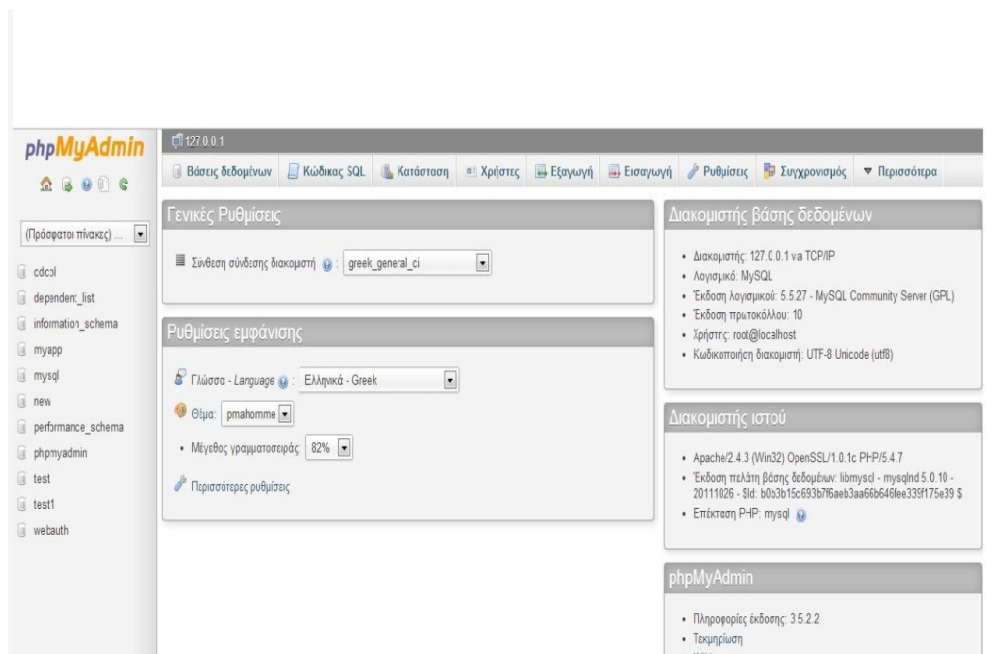 phpMyAdmin
(Πρόσφατοι πίνακες) ...
cdcol
dependent_list
information_schema
myapp
mysql
new
performance_schema
phpmyadmin
test
test1
webauth
127.0.0.1
Βάσεις δεδομένων Κώδικας SQL Κατάσταση Χρήστες Εξαγωγή Εισαγωγή Ρυθμίσεις Συγχρονισμός Περισσότερα
Γενικές Ρυθμίσεις
Σύνθεση σύνδεσης διακομιστή : greek_general_ci
Ρυθμίσεις εμφάνισης
Γλώσσα - Language : Ελληνικά - Greek
Θέμα: pmahomme
• Μέγεθος γραμματοσειράς: 82%
Περισσότερες ρυθμίσεις
Διακομιστής βάσης δεδομένων
• Διακομιστής: 127.0.0.1 via TCP/IP
• Λογισμικό: MySQL
• Έκδοση λογισμικού: 5.5.27 - MySQL Community Server (GPL)
• Έκδοση πρωτοκόλλου: 10
• Χρήστης: root@localhost
• Κωδικοποίηση διακομιστή: UTF-8 Unicode (utf8)
Διακομιστής ιστού
• Apache/2.4.3 (Win32) OpenSSL/1.0.1c PHP/5.4.7
• Έκδοση πελάτη βάσης δεδομένων: libmysql - mysqlnd 5.0.10 -
20111026 - $Id: b0b3b15c693b7f6aeb3aa66b646fee339f175e39 $
• Επέκταση PHP: mysql
phpMyAdmin
• Πληροφορίες έκδοσης: 3.5.2.2
• Τεκμηρίωση